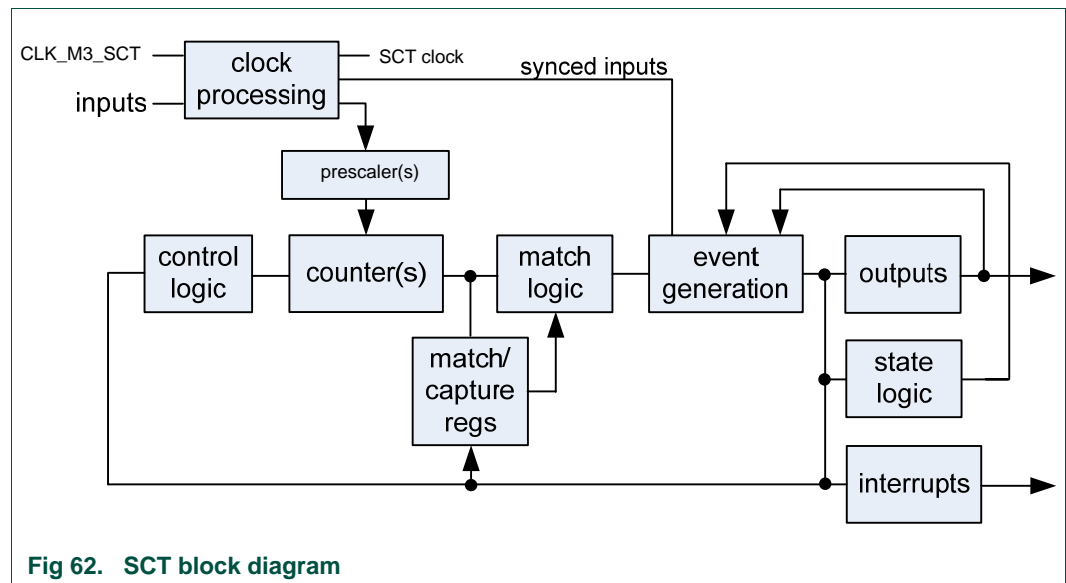 CLK_M3_SCT
inputs
clock
processing
SCT clock
synced inputs
prescaler(s)
control
logic
counter(s)
match
logic
event
generation
outputs
match/
capture
regs
state
logic
interrupts
Fig 62. SCT block diagram